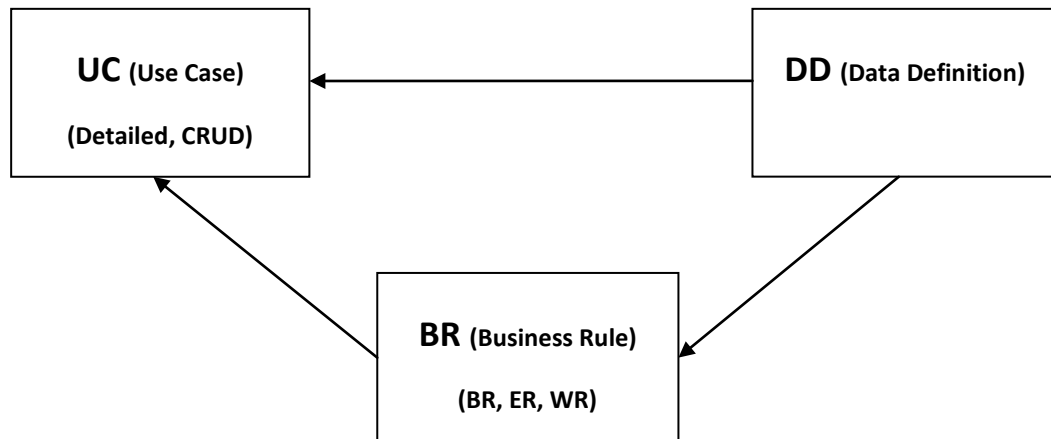 UC (Use Case)
(Detailed, CRUD)
DD (Data Definition)
BR (Business Rule)
(BR, ER, WR)